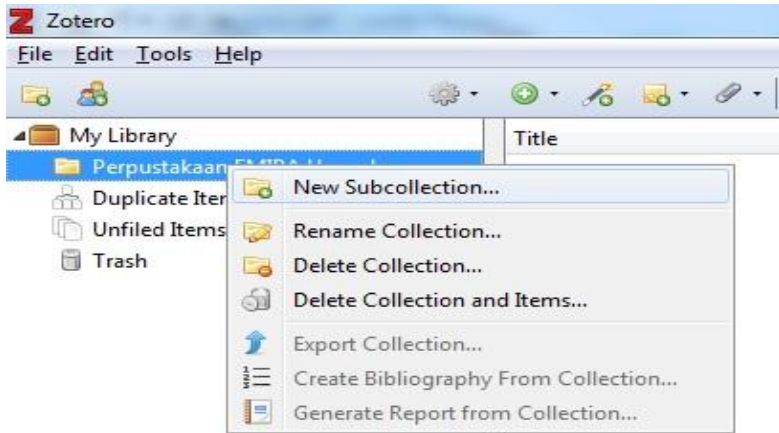 Zotero
File Edit Tools Help
My Library Title
Perpustakaan
New Subcollection...
Duplicate Iter
Unfiled Items
Rename Collection...
Trash
Delete Collection...
Delete Collection and Items...
Export Collection...
Create Bibliography From Collection...
Generate Report from Collection...